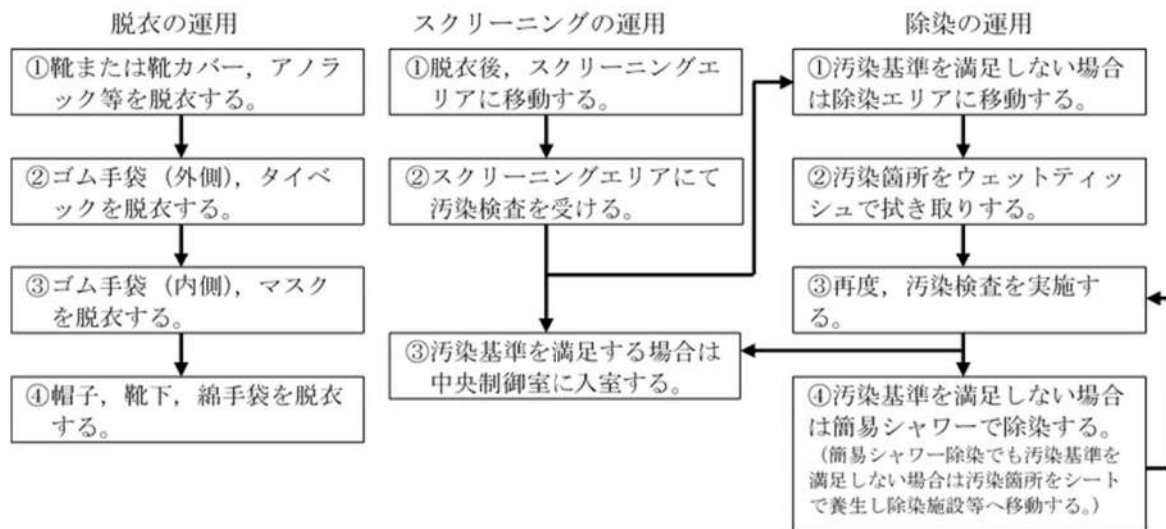 脱衣の運用
①靴または靴カバー，アノラ
ック等を脱衣する。
②ゴム手袋（外側），タイベ
ックを脱衣する。
③ゴム手袋（内側），マスク
を脱衣する。
④帽子，靴下，綿手袋を脱衣
する。
スクリーニングの運用
①脱衣後，スクリーニングエ
リアに移動する。
②スクリーニングエリアにて
汚染検査を受ける。
③汚染基準を満足する場合は
中央制御室に入室する。
除染の運用
①汚染基準を満足しない場合
は除染エリアに移動する。
②汚染箇所をウェットティッ
シュで拭き取りする。
③再度，汚染検査を実施す
る。
④汚染基準を満足しない場合
は簡易シャワーで除染する。
（簡易シャワー除染でも汚染基準を
満足しない場合は汚染箇所をシート
で養生し除染施設等へ移動する。）